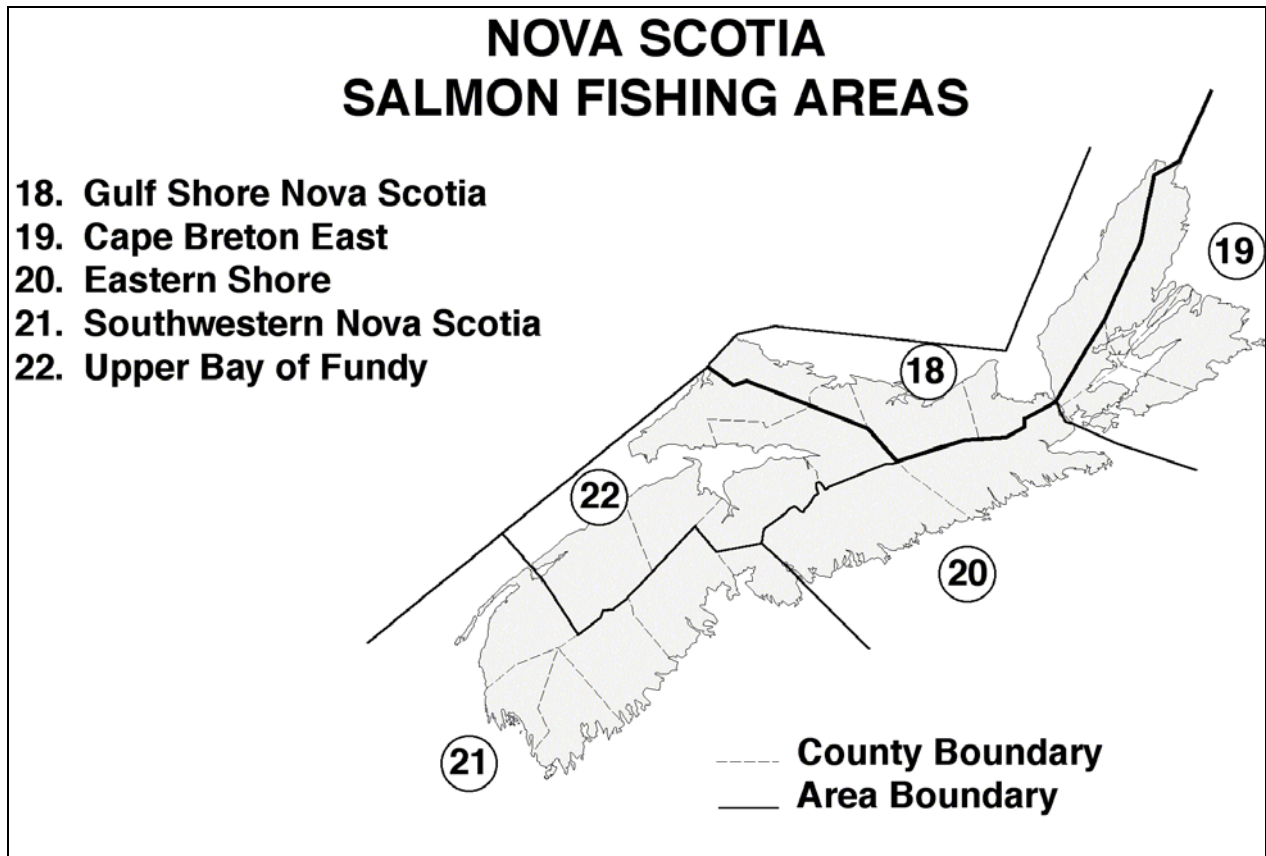 NOVA SCOTIA
SALMON FISHING AREAS
18. Gulf Shore Nova Scotia
19. Cape Breton East
20. Eastern Shore
21. Southwestern Nova Scotia
22. Upper Bay of Fundy
19
18
22
20
21
County Boundary
Area Boundary